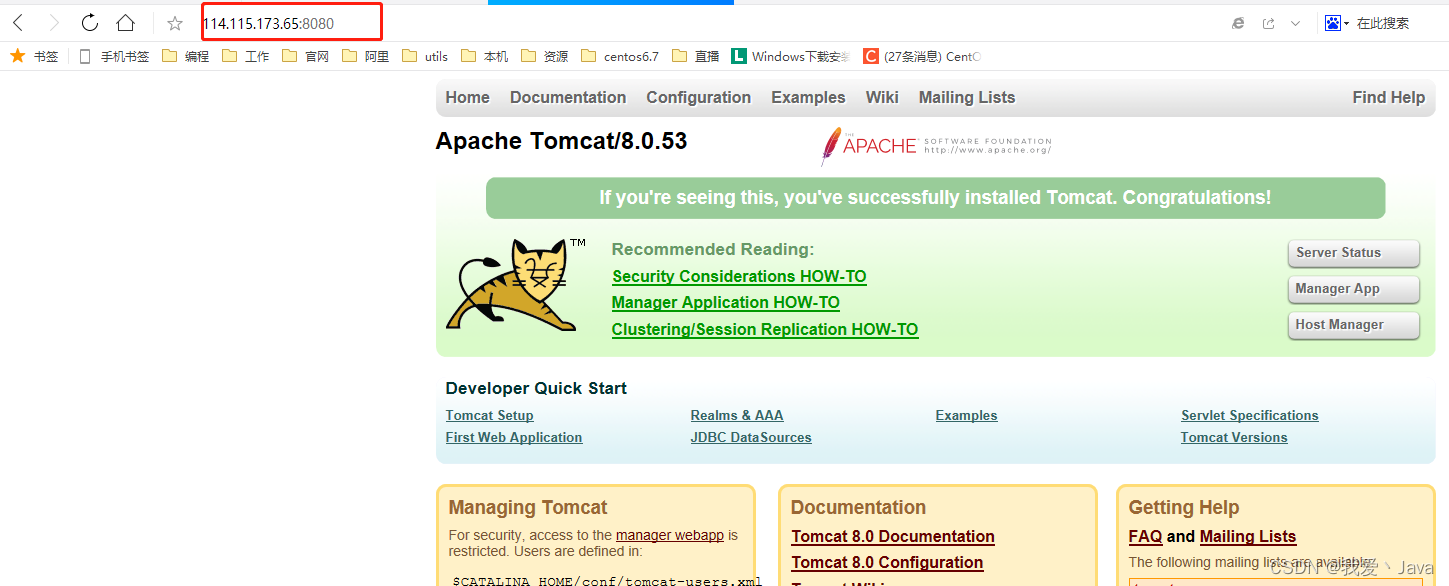 114.115.173.65:8080
在此搜索
书签 手机书签 编程 工作 官网 阿里 utils 本机 资源 centos6.7 直播 L Windows下载安装 C (27条消息) CentO
Home Documentation Configuration Examples Wiki Mailing Lists Find Help
Apache Tomcat/8.0.53
THE APACHE SOFTWARE FOUNDATION
http://www.apache.org/
If you're seeing this, you've successfully installed Tomcat. Congratulations!
TM
Recommended Reading:
Security Considerations HOW-TO
Manager Application HOW-TO
Clustering/Session Replication HOW-TO
Server Status
Manager App
Host Manager
Developer Quick Start
Tomcat Setup Realms & AAA Examples Servlet Specifications
First Web Application JDBC DataSources Tomcat Versions
Managing Tomcat
For security, access to the manager webapp is
restricted. Users are defined in:
$CATALINA_HOME/conf/tomcat-users.xml
Documentation
Tomcat 8.0 Documentation
Tomcat 8.0 Configuration
Tomcat Wiki
Getting Help
FAQ and Mailing Lists
The following mailing lists are available:
CSDN @我爱丶Java